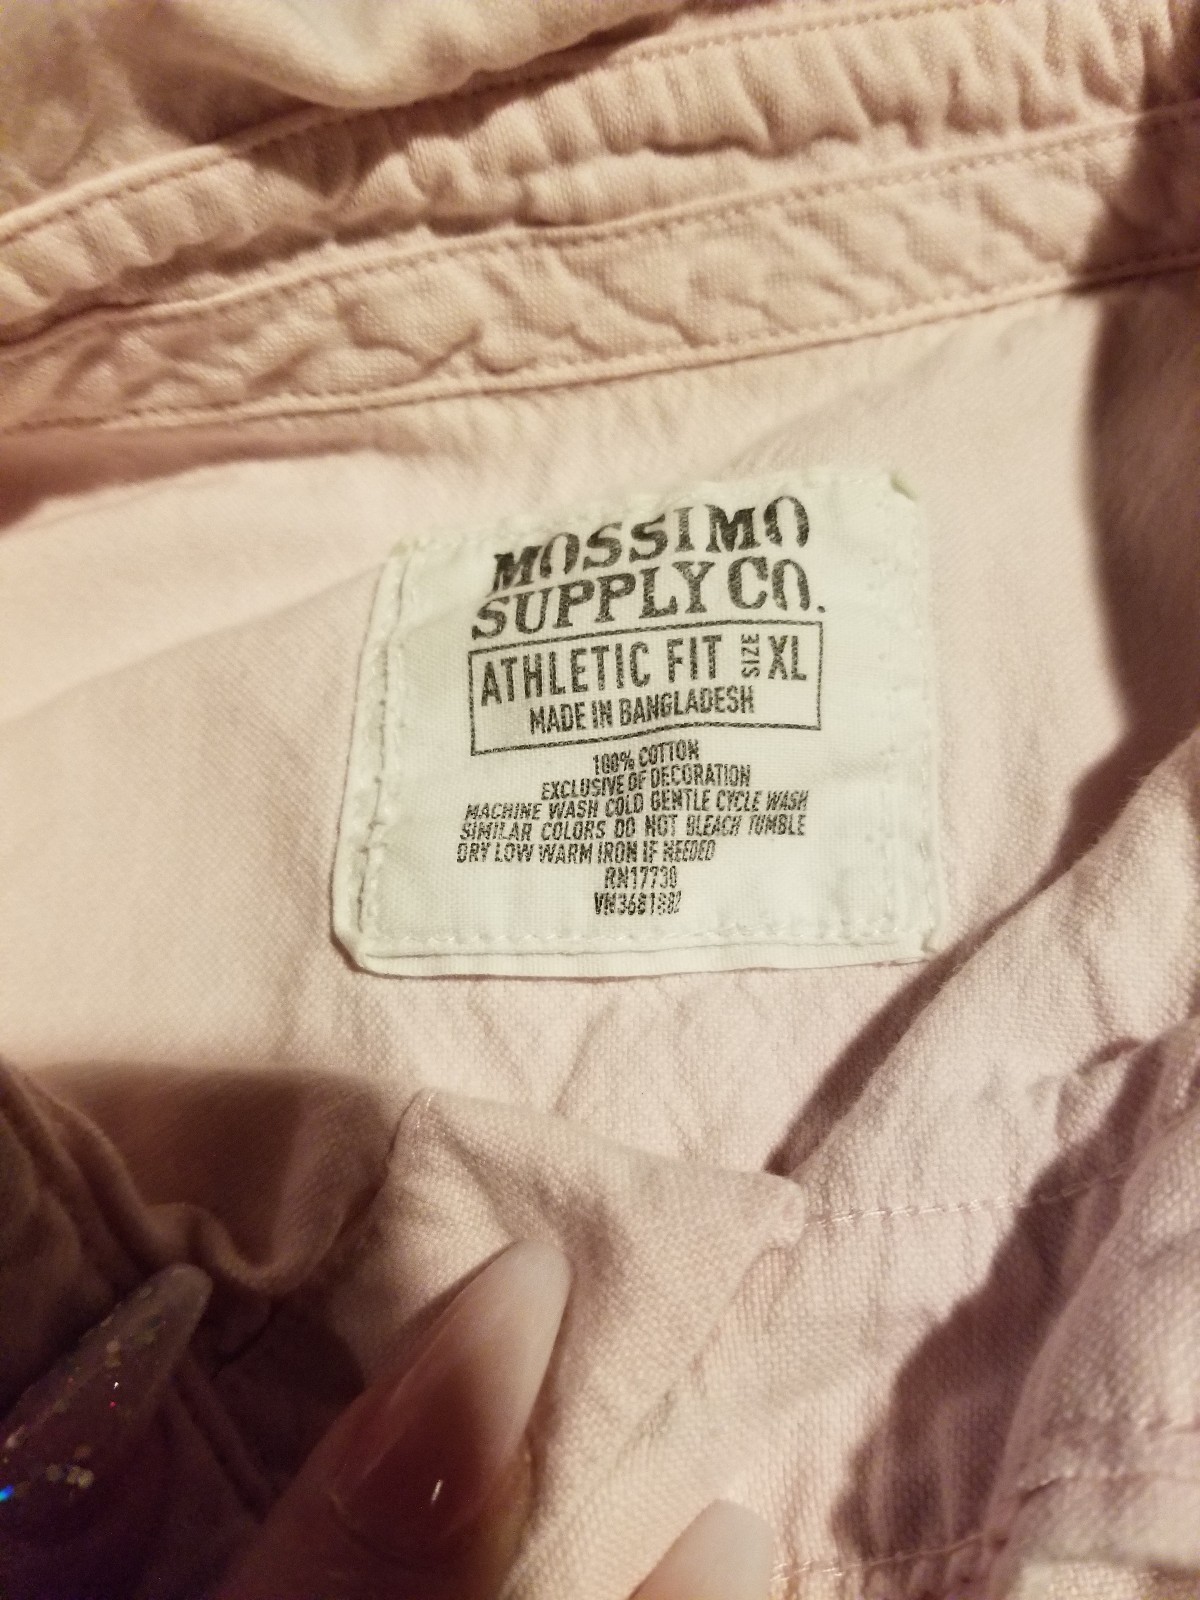 MOSSIMO
SUPPLY CO.
ATHLETIC FIT SIZE XL
MADE IN BANGLADESH
100% COTTON
EXCLUSIVE OF DECORATION
MACHINE WASH COLD GENTLE CYCLE WASH
SIMILAR COLORS DO NOT BLEACH TUMBLE
DRY LOW WARM IRON IF NEEDED
RN17730
VN3681882